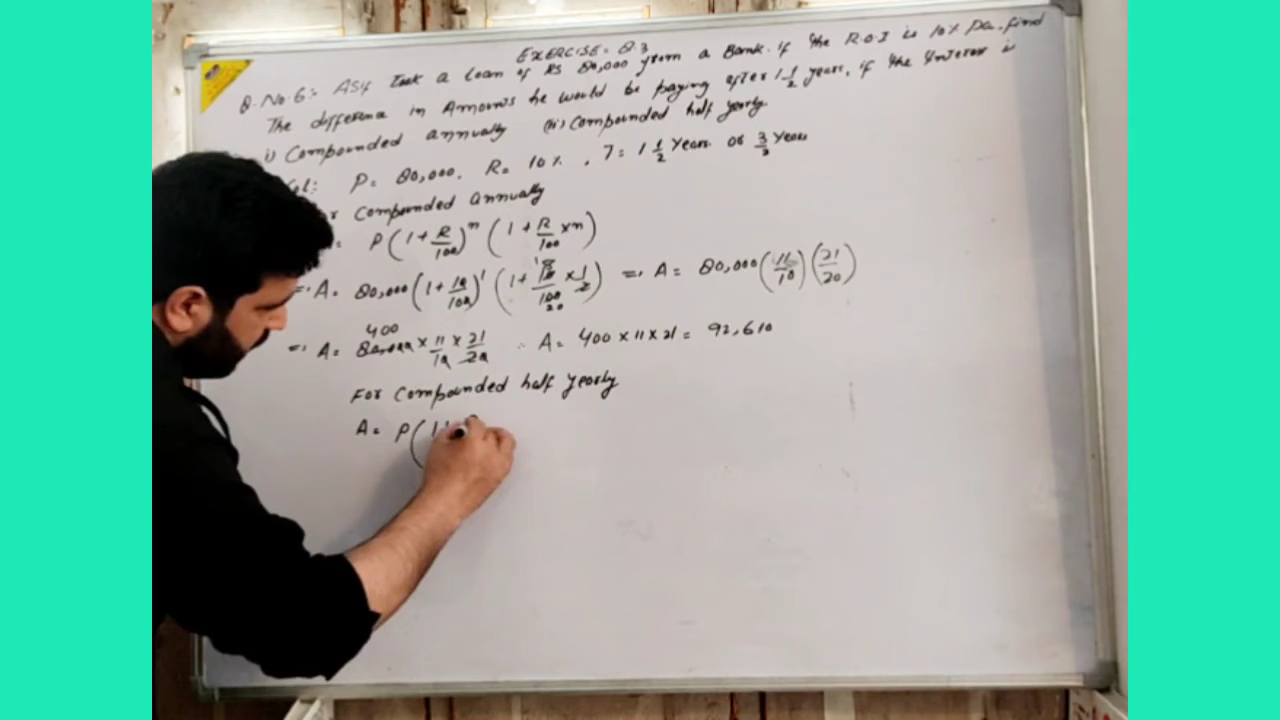 EXERCISE: 8.3
Q.No.6:- Asif Took a Loan of Rs 80,000 from a Bank. If the R.O.I is 10% Pa. find
The difference in Amounts he would be paying after 1 1/2 years, if the Interest is
i) Compounded annually (ii) Compounded half yearly
Sol: P= 80,000. R= 10%, T= 1 1/2 Years or 3/2 Years
r Compounded annually
= P(1+R/100)^n (1+R/100 ×n)
=> A= 80,000(1+10/100)^1 (1+10/100 ×1/2) => A= 80,000(11/10)(21/20)
400
=> A= 80,000 × 11/10 × 21/20 ∴ A= 400×11×21= 92,610
For Compounded half yearly
A= P(1+